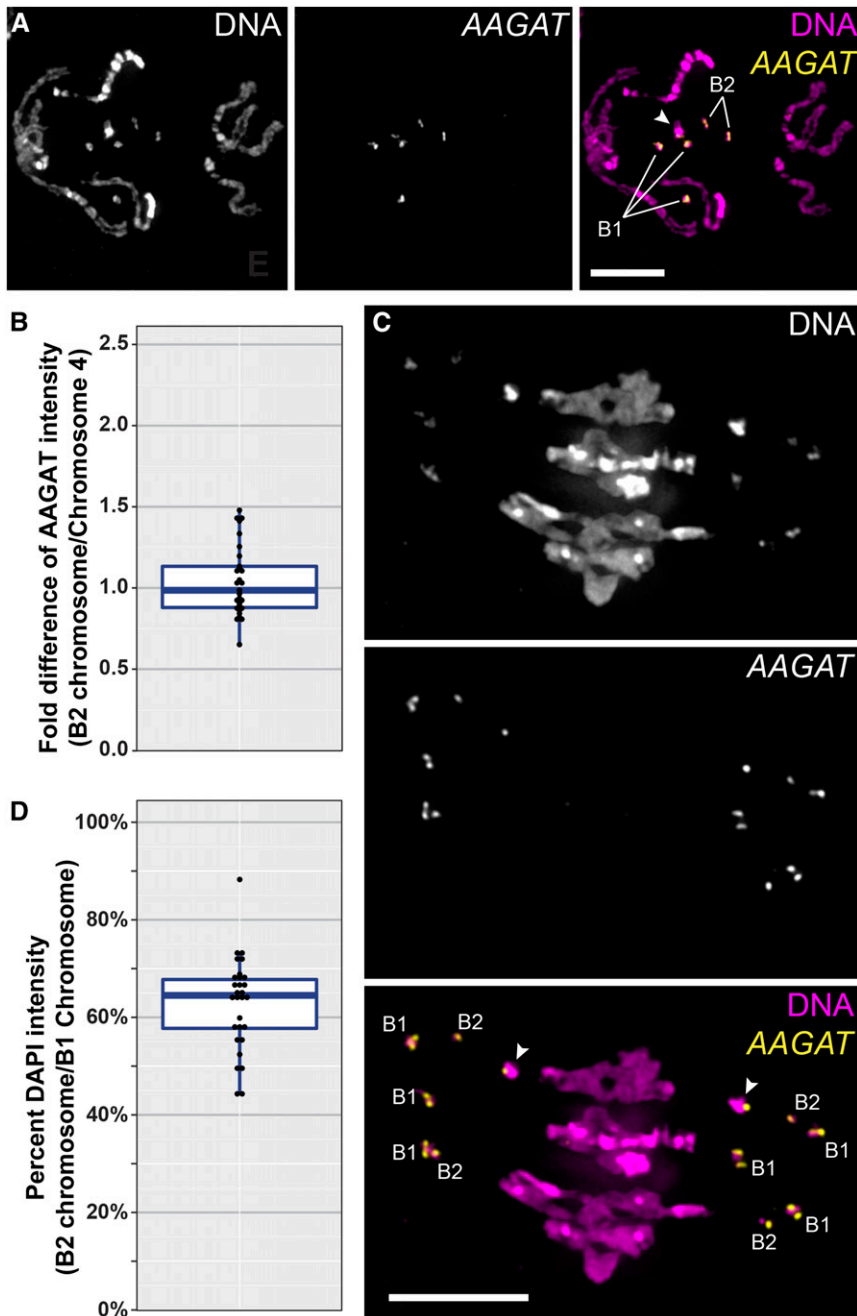 A
DNA
AAGAT
DNA
AAGAT
B2
B1
E
B
Fold difference of AAGAT intensity
(B2 chromosome/Chromosome 4)
2.5
2.0
1.5
1.0
0.5
0.0
C
DNA
AAGAT
DNA
AAGAT
B1
B2
B1
B1
B2
B2
B1
B1
B1
B2
D
Percent DAPI intensity
(B2 chromosome/B1 Chromosome)
100%
80%
60%
40%
20%
0%